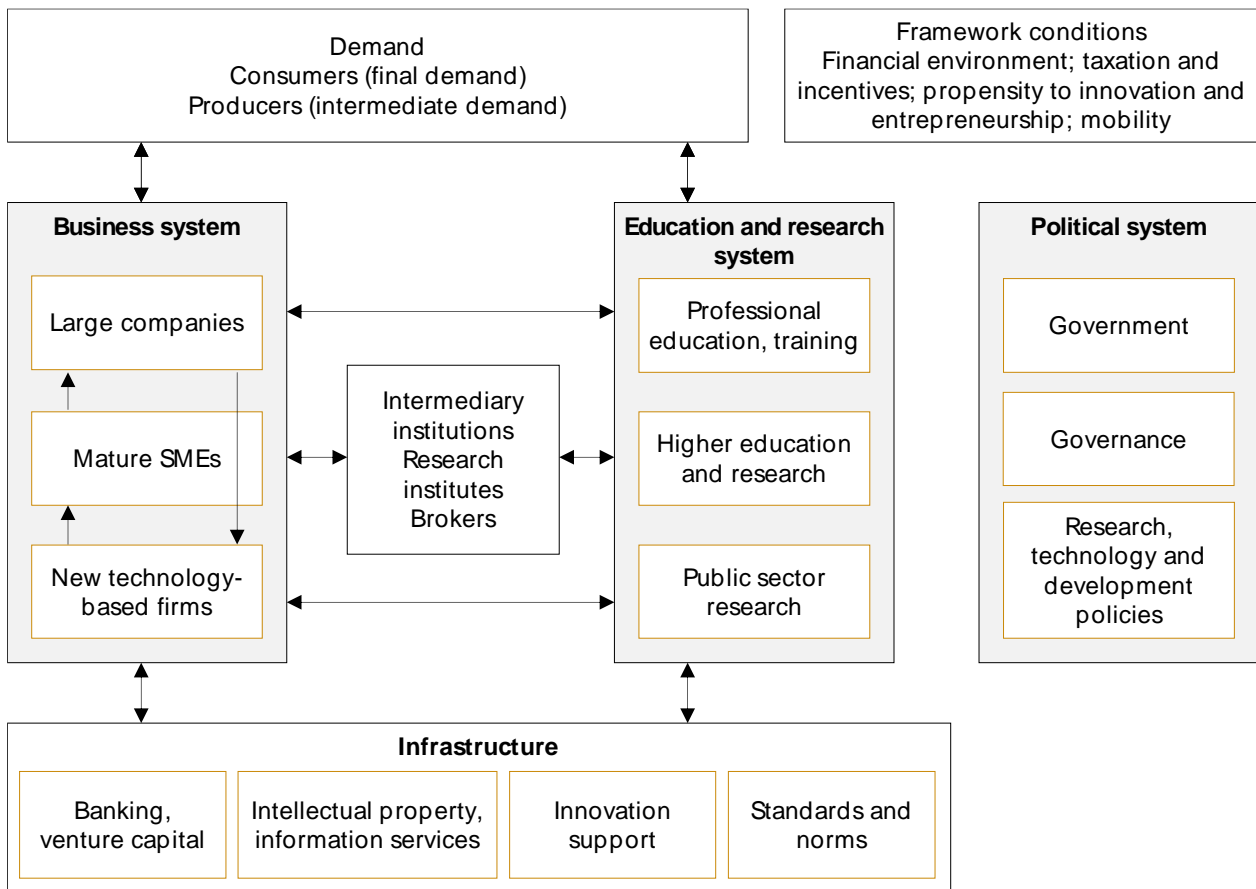 Demand
Consumers (final demand)
Producers (intermediate demand)
Framework conditions
Financial environment; taxation and
incentives; propensity to innovation and
entrepreneurship; mobility
Business system
Large companies
Mature SMEs
New technology-
based firms
Intermediary
institutions
Research
institutes
Brokers
Education and research
system
Professional
education, training
Higher education
and research
Public sector
research
Political system
Government
Governance
Research,
technology and
development
policies
Infrastructure
Banking,
venture capital
Intellectual property,
information services
Innovation
support
Standards and
norms